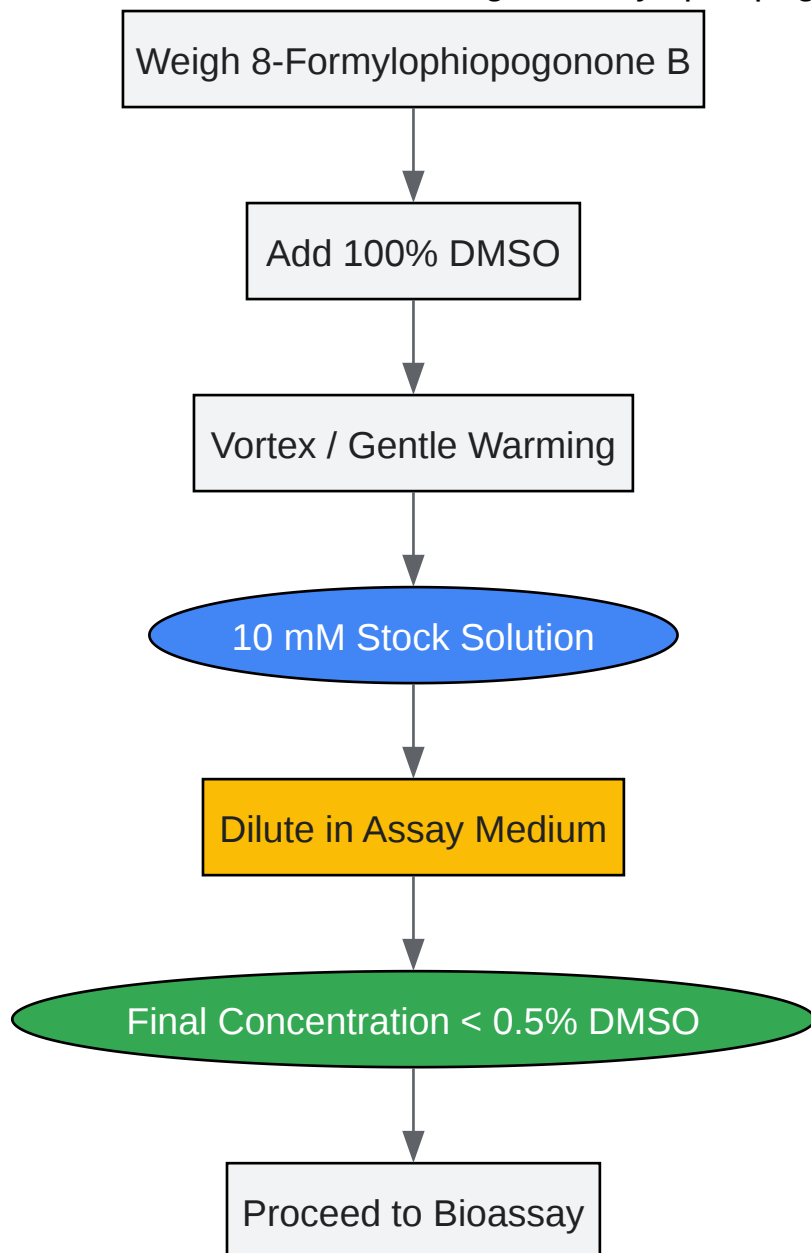 Weigh 8-Formylophiopogonone B
Add 100% DMSO
Vortex / Gentle Warming
10 mM Stock Solution
Dilute in Assay Medium
Final Concentration < 0.5% DMSO
Proceed to Bioassay